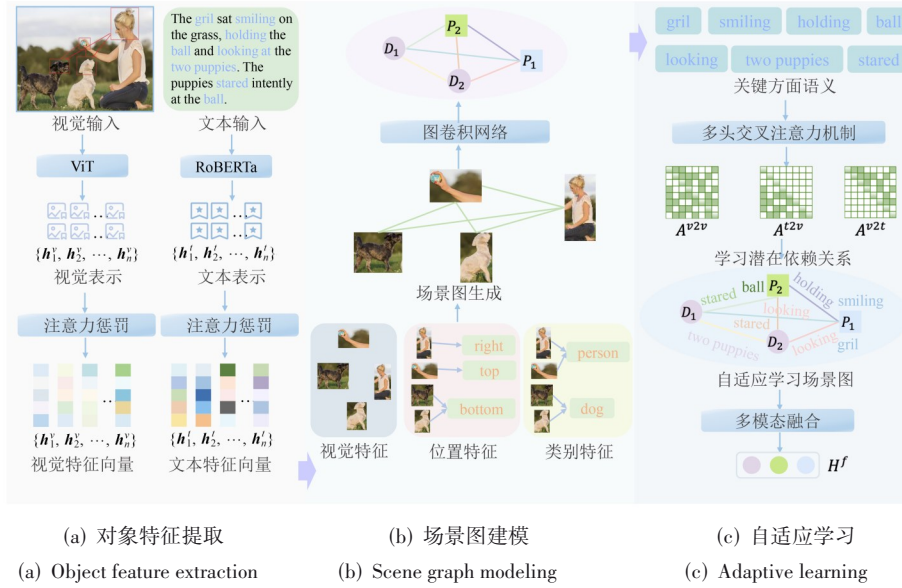 The gril sat smiling on
the grass, holding the
ball and looking at the
two puppies. The
puppies stared intently
at the ball.
视觉输入
文本输入
ViT
RoBERTa
{h₁ᵛ, h₂ᵛ, ⋯, hₙᵛ}
{h₁ˡ, h₂ˡ, ⋯, hₙˡ}
视觉表示
文本表示
注意力惩罚
注意力惩罚
{h₁ᵛ, h₂ᵛ, ⋯, hₙᵛ}
{h₁ˡ, h₂ˡ, ⋯, hₙˡ}
视觉特征向量
文本特征向量
(a) 对象特征提取
(a) Object feature extraction
P₂
D₁
P₁
D₂
图卷积网络
场景图生成
right
top
bottom
person
dog
视觉特征
位置特征
类别特征
(b) 场景图建模
(b) Scene graph modeling
gril
smiling
holding
ball
looking
two puppies
stared
关键方面语义
多头交叉注意力机制
Aᵛ²ᵛ
Aᵗ²ᵛ
Aᵛ²ᵗ
学习潜在依赖关系
ball P₂
holding
stared
smiling
looking
D₁
P₁
stared
D₂
two puppies
looking
gril
自适应学习场景图
多模态融合
Hᶠ
(c) 自适应学习
(c) Adaptive learning